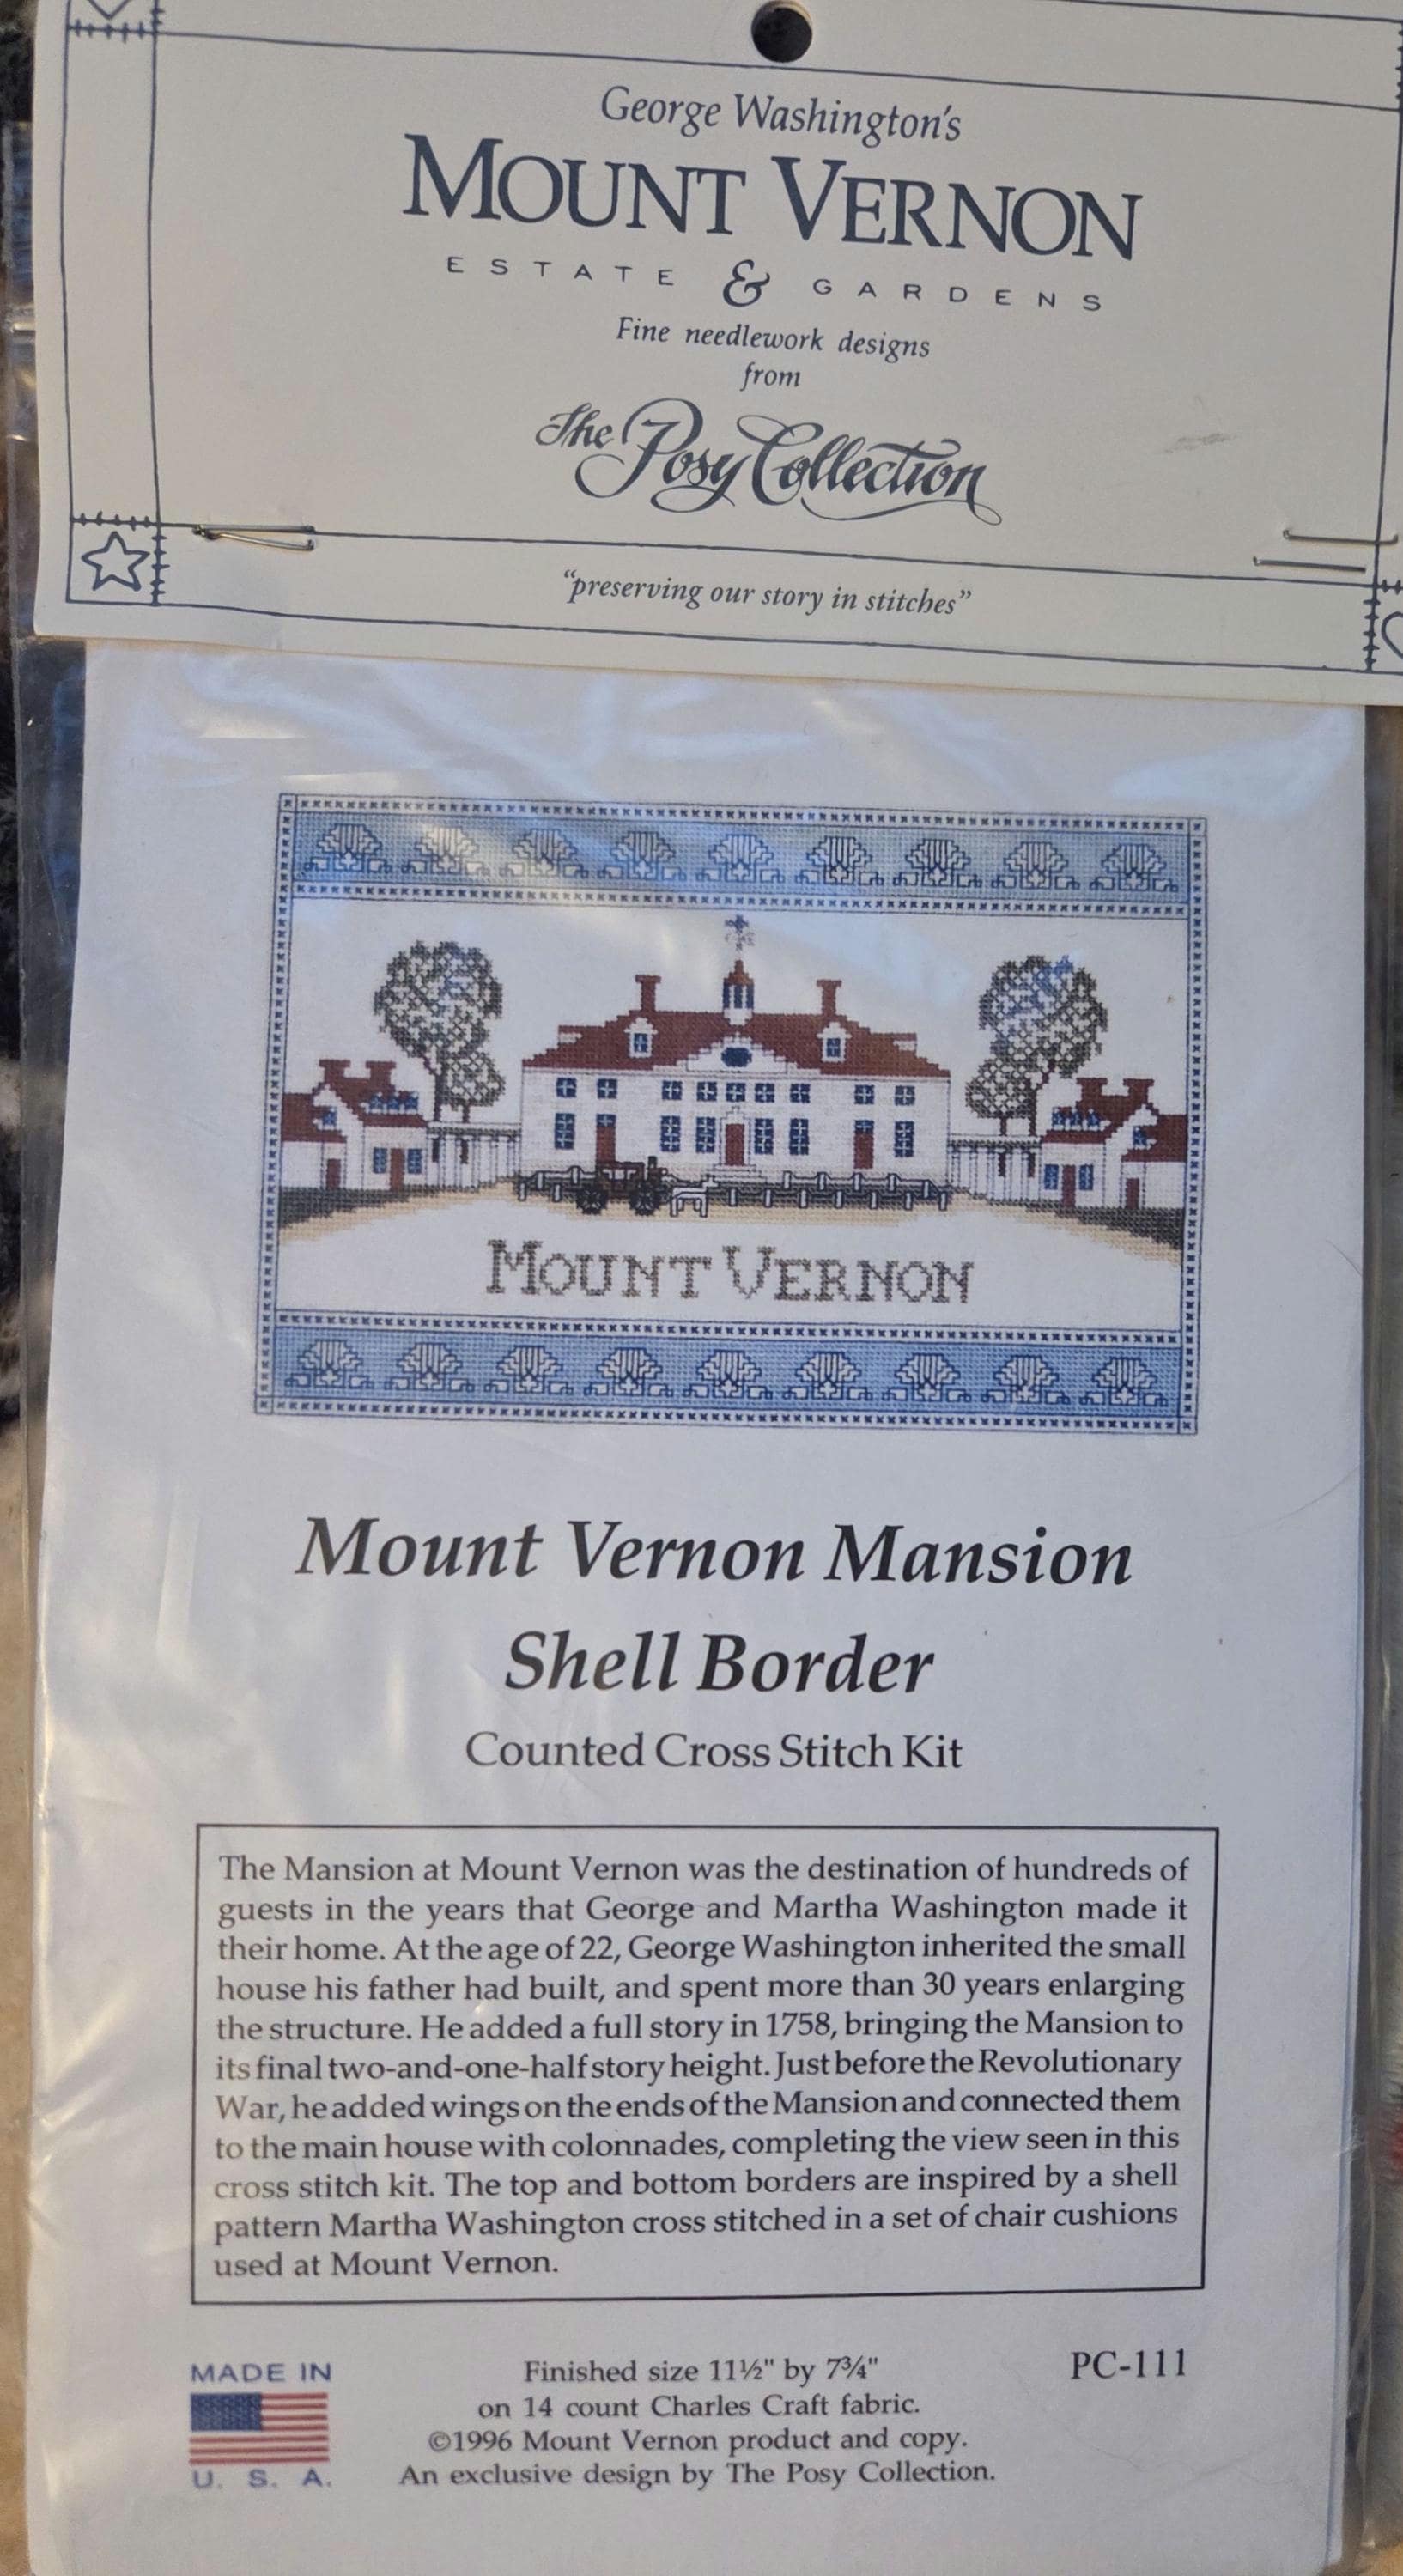 George Washington's
MOUNT VERNON
ESTATE & GARDENS
Fine needlework designs
from
The Posy Collection
"preserving our story in stitches"
MOUNT VERNON
Mount Vernon Mansion
Shell Border
Counted Cross Stitch Kit
The Mansion at Mount Vernon was the destination of hundreds of
guests in the years that George and Martha Washington made it
their home. At the age of 22, George Washington inherited the small
house his father had built, and spent more than 30 years enlarging
the structure. He added a full story in 1758, bringing the Mansion to
its final two-and-one-half story height. Just before the Revolutionary
War, he added wings on the ends of the Mansion and connected them
to the main house with colonnades, completing the view seen in this
cross stitch kit. The top and bottom borders are inspired by a shell
pattern Martha Washington cross stitched in a set of chair cushions
used at Mount Vernon.
MADE IN
U. S. A.
Finished size 11½" by 7¾"
on 14 count Charles Craft fabric.
©1996 Mount Vernon product and copy.
An exclusive design by The Posy Collection.
PC-111